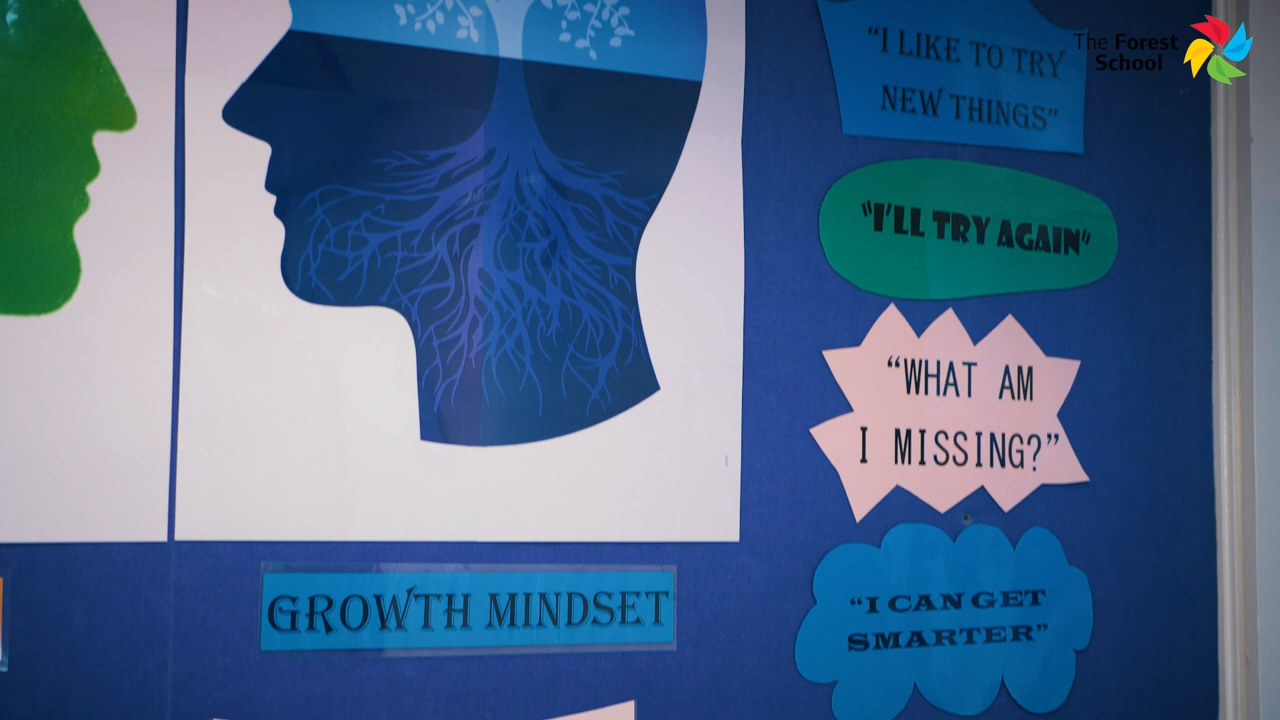 The Forest
School
“I LIKE TO TRY
NEW THINGS”
“I'LL TRY AGAIN”
“WHAT AM
I MISSING?”
GROWTH MINDSET
“I CAN GET
SMARTER”